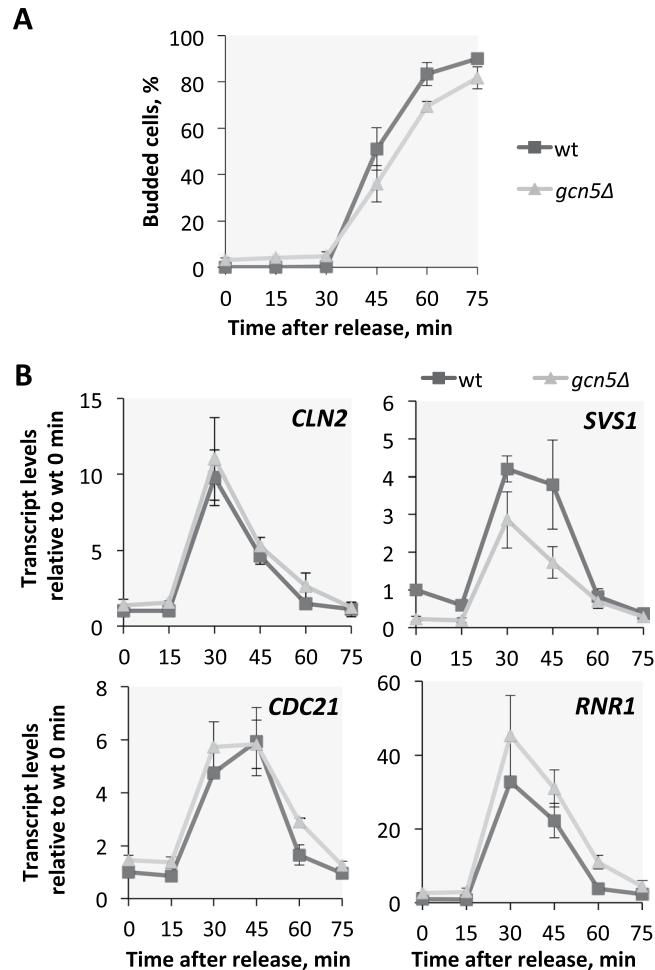 A
100
80
60
40
20
0
Budded cells, %
0 15 30 45 60 75
Time after release, min
wt
gcn5Δ
B
wt gcn5Δ
15
10
5
0
Transcript levels
relative to wt 0 min
CLN2
0 15 30 45 60 75
6
5
4
3
2
1
0
SVS1
0 15 30 45 60 75
8
6
4
2
0
Transcript levels
relative to wt 0 min
CDC21
0 15 30 45 60 75
Time after release, min
60
40
20
0
RNR1
0 15 30 45 60 75
Time after release, min